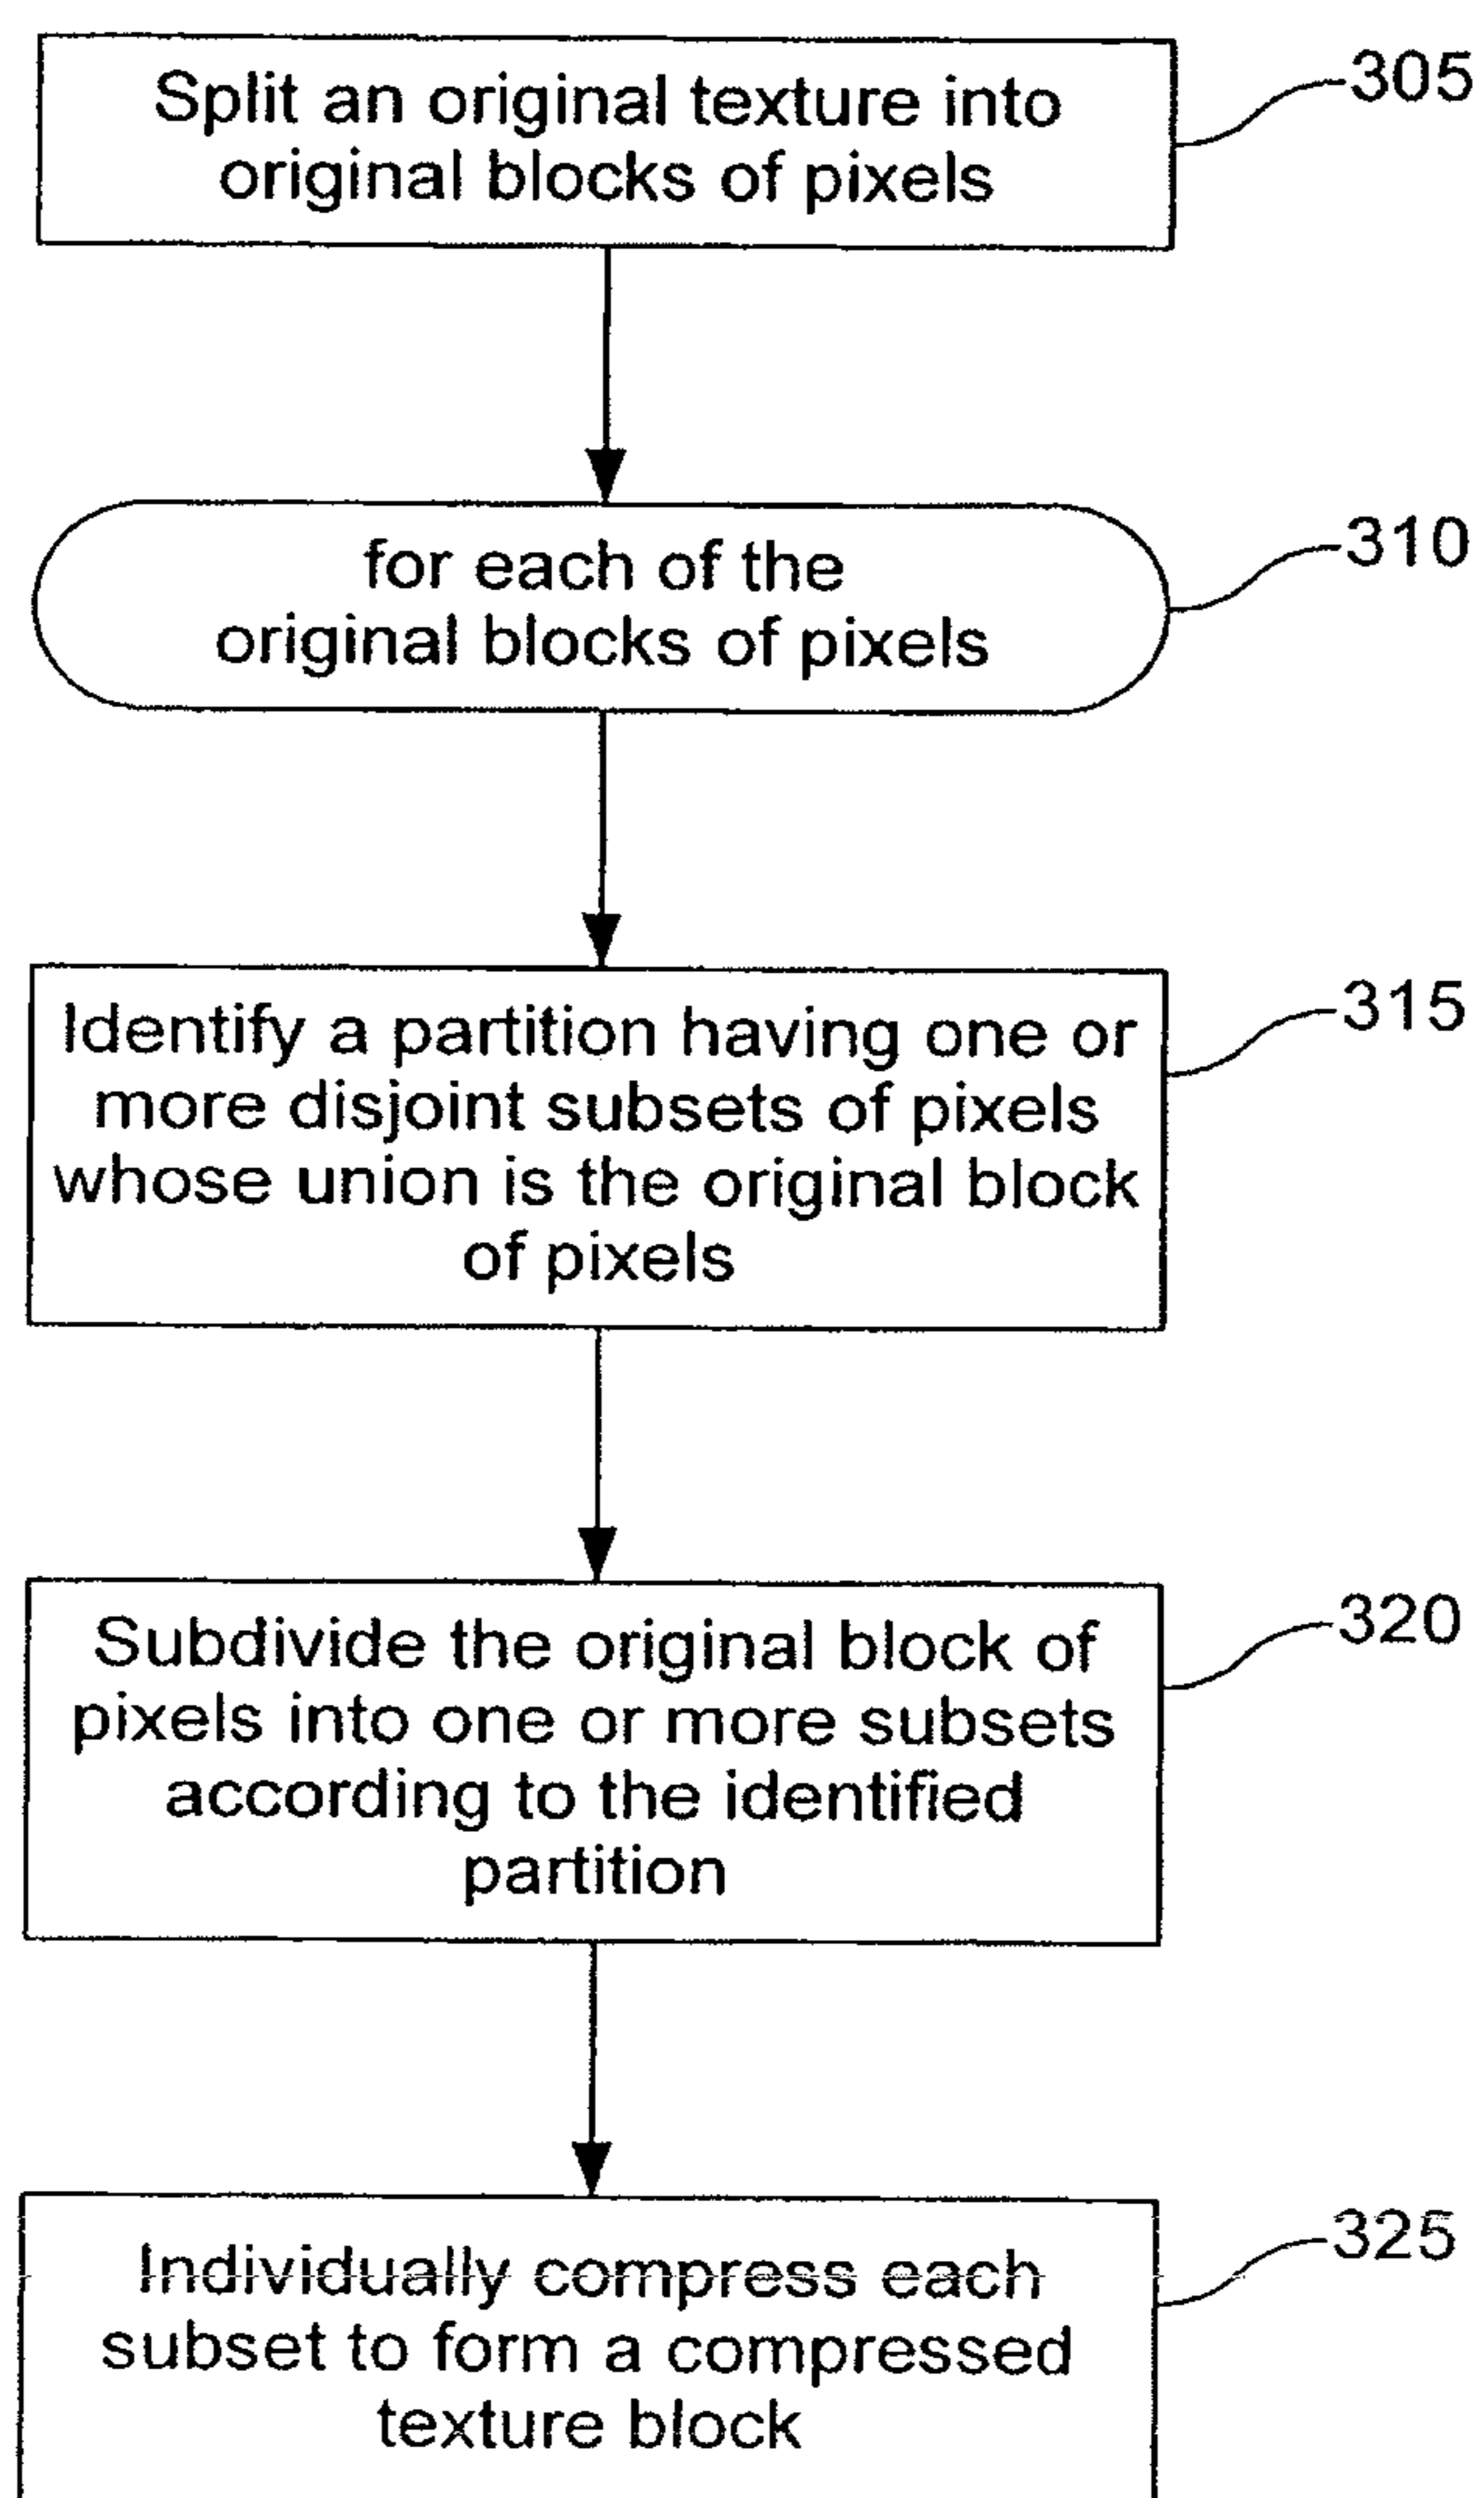 Split an original texture into
original blocks of pixels
305
for each of the
original blocks of pixels
310
Identify a partition having one or
more disjoint subsets of pixels
whose union is the original block
of pixels
315
Subdivide the original block of
pixels into one or more subsets
according to the identified
partition
320
Individually compress each
subset to form a compressed
texture block
325